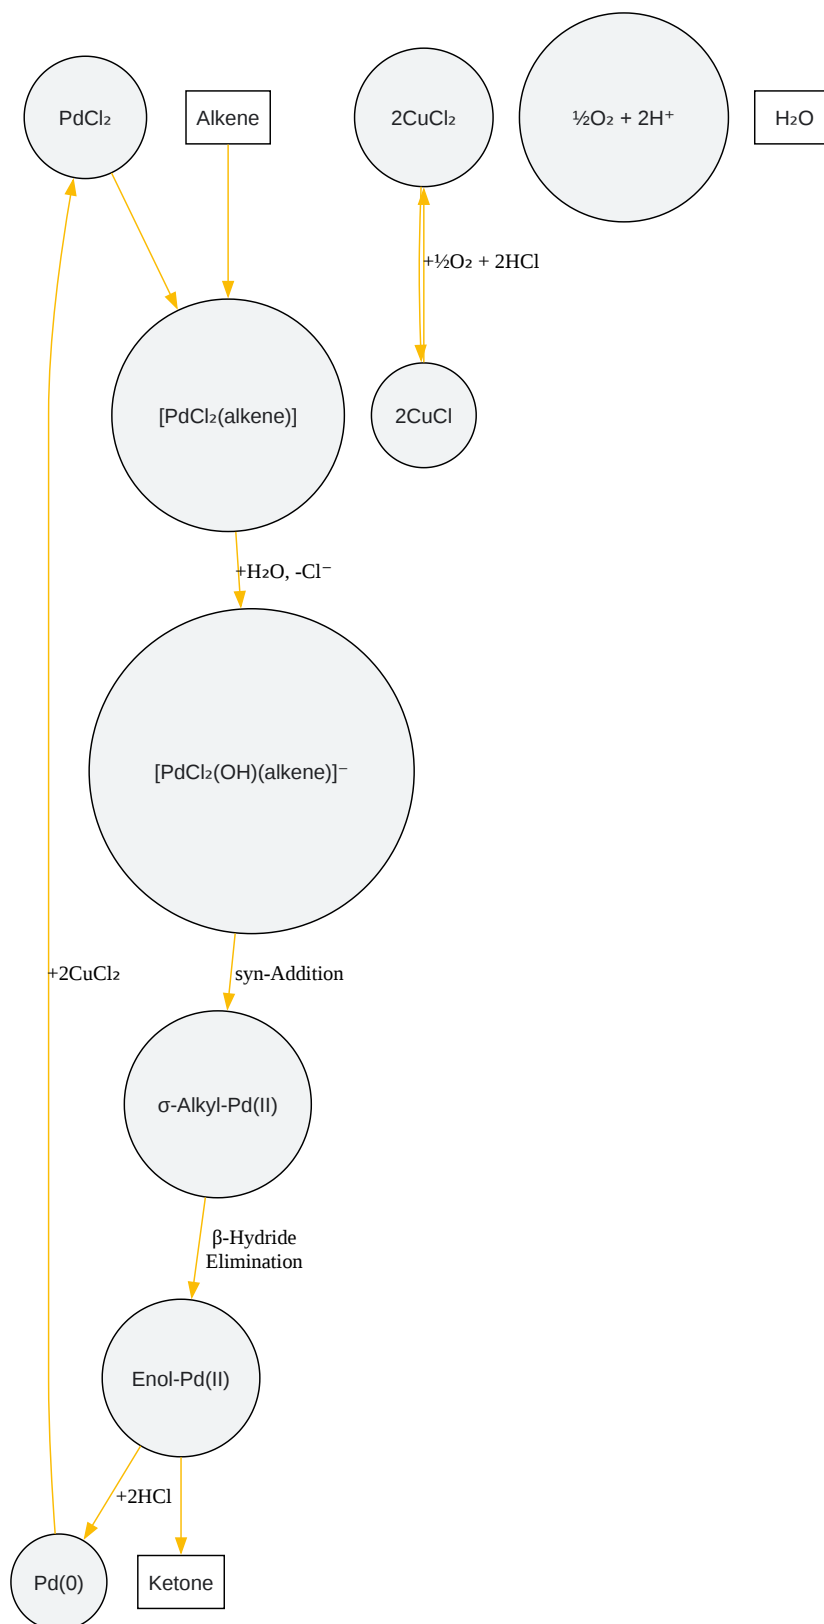 PdCl₂
Alkene
2CuCl₂
½O₂ + 2H⁺
H₂O
+½O₂ + 2HCl
[PdCl₂(alkene)]
2CuCl
+H₂O, -Cl⁻
[PdCl₂(OH)(alkene)]⁻
+2CuCl₂
syn-Addition
σ-Alkyl-Pd(II)
β-Hydride
Elimination
Enol-Pd(II)
+2HCl
Pd(0)
Ketone